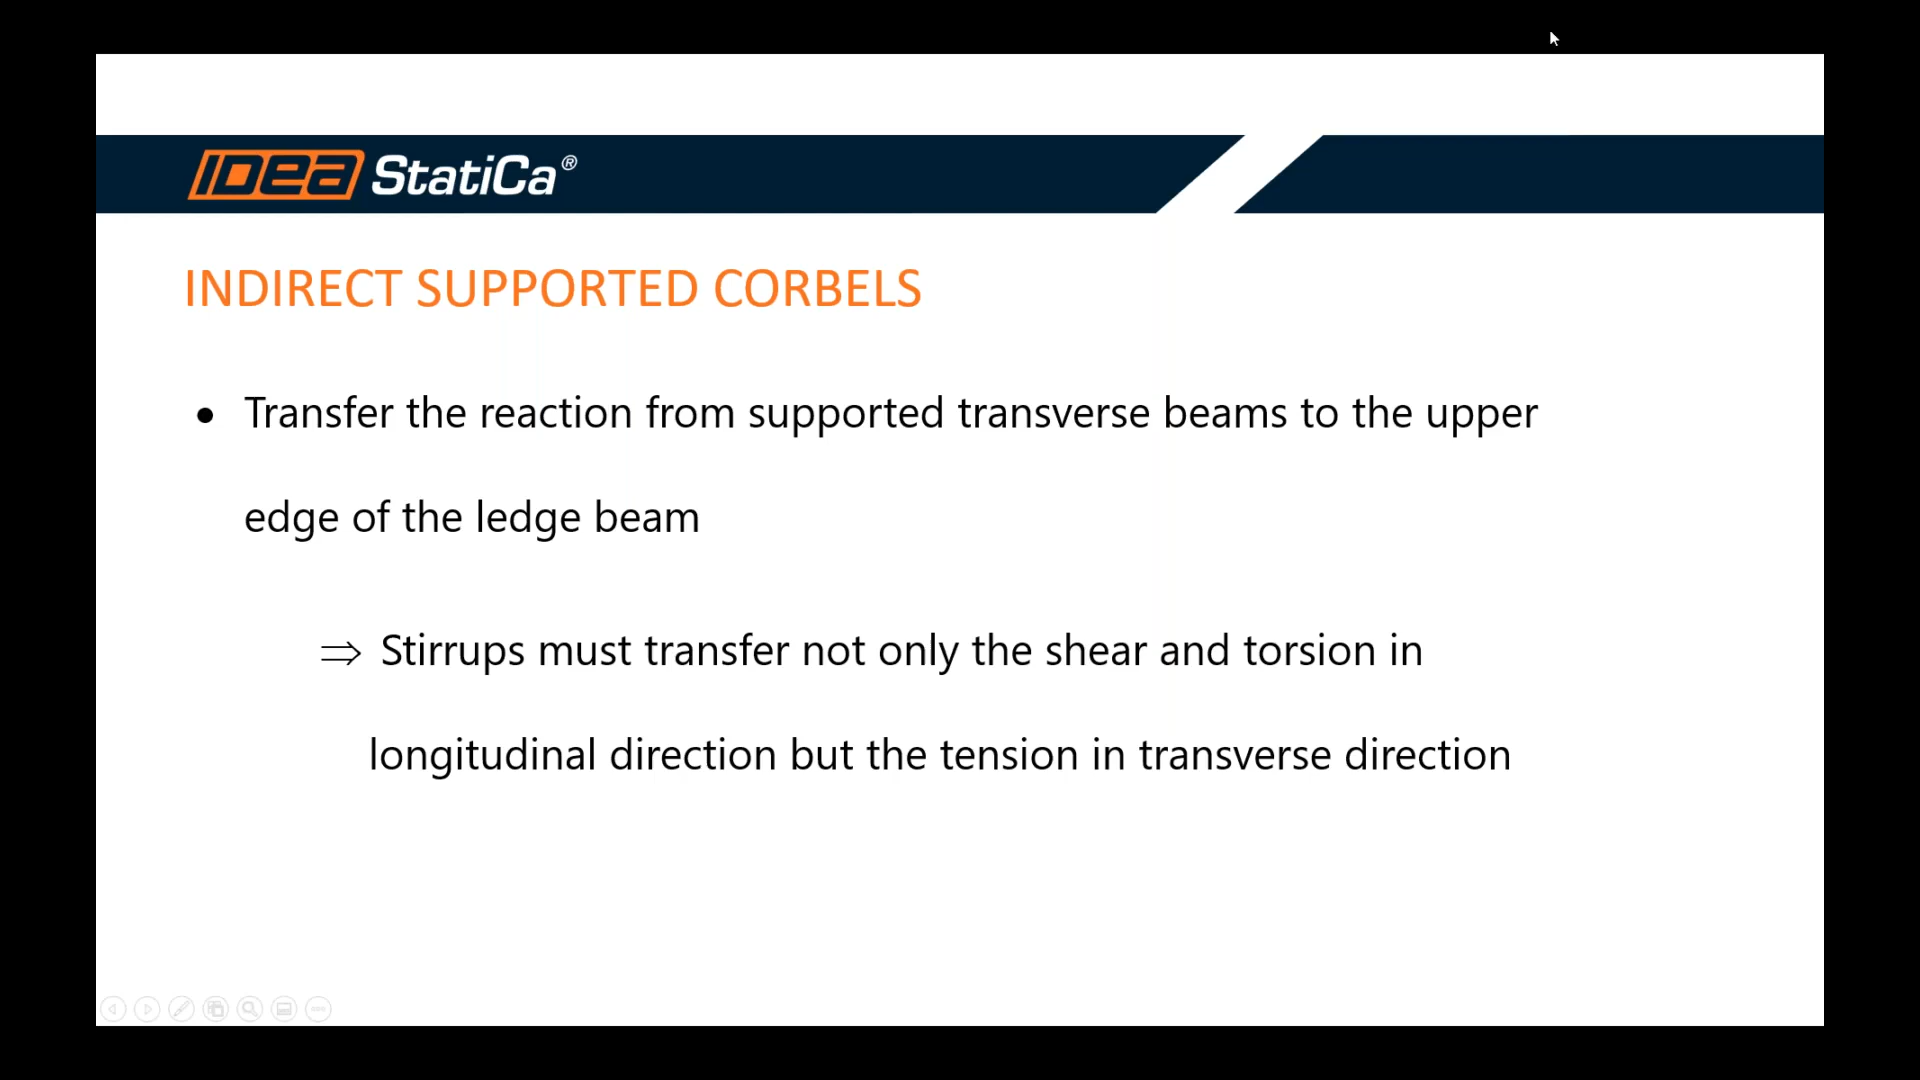 IDEA StatiCa®
INDIRECT SUPPORTED CORBELS
• Transfer the reaction from supported transverse beams to the upper
edge of the ledge beam
⇒ Stirrups must transfer not only the shear and torsion in
longitudinal direction but the tension in transverse direction